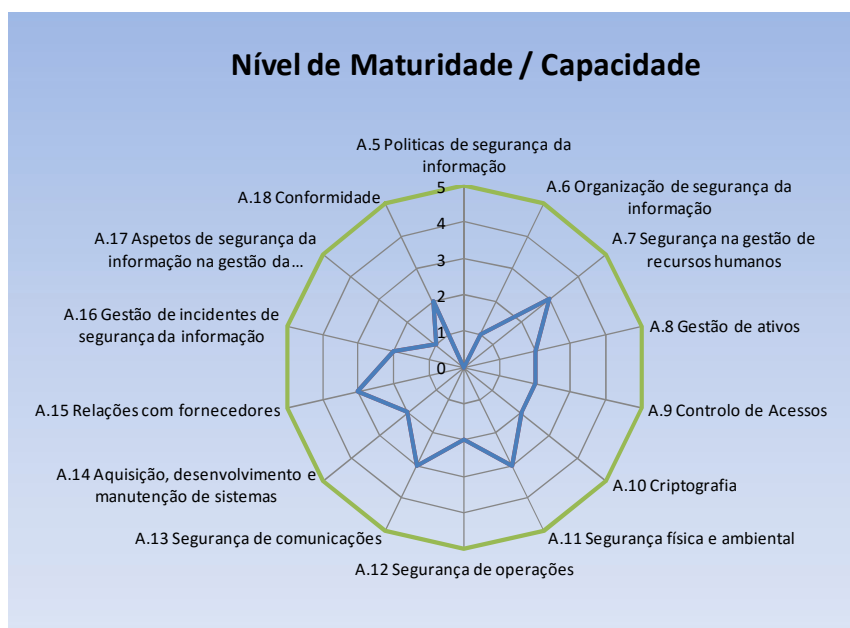 Nível de Maturidade / Capacidade
A.5 Politicas de segurança da
informação
A.6 Organização de segurança da
informação
A.7 Segurança na gestão de
recursos humanos
A.8 Gestão de ativos
A.9 Controlo de Acessos
A.10 Criptografia
A.11 Segurança física e ambiental
A.12 Segurança de operações
A.13 Segurança de comunicações
A.14 Aquisição, desenvolvimento e
manutenção de sistemas
A.15 Relações com fornecedores
A.16 Gestão de incidentes de
segurança da informação
A.17 Aspetos de segurança da
informação na gestão da...
A.18 Conformidade
5
4
3
2
1
0